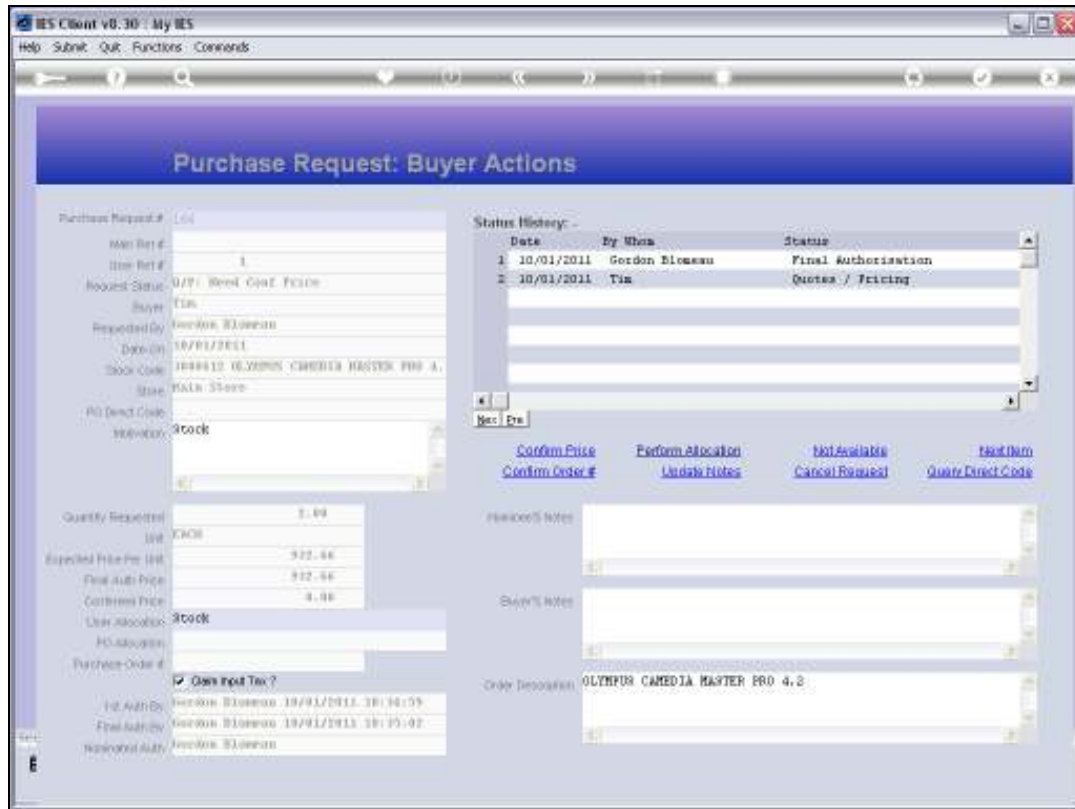 IES Client v8.30 : My IES
Help Submit Quit Functions Commands
Purchase Request: Buyer Actions
Purchase Request #
Main Ref #
User Ref # 1
Request Status O/P: Need Conf Price
Buyer Tim
Requested By Gordon Blomeau
Date On 10/01/2011
Stock Code OLYMPUS CAMEDIA MASTER PRO 4.
Store Main Store
PO Direct Code
Motivation Stock
Quantity Requested
Unit EACH
Expected Price Per Unit
Final Auth Price
Confirmed Price 0.00
User Allocation Stock
PO Allocation
Purchase Order #
Claim Input Tax ?
1st Auth By Gordon Blomeau 10/01/2011
Final Auth By Gordon Blomeau 10/01/2011
Nominated Auth Gordon Blomeau
Status History: .
Date By Whom Status
1 10/01/2011 Gordon Blomeau Final Authorisation
2 10/01/2011 Tim Quotes / Pricing
Nex Pre
Confirm Price Perform Allocation Not Available Next Item
Confirm Order # Update Notes Cancel Request Query Direct Code
Nominee'S Notes
Buyer'S Notes
Order Description OLYMPUS CAMEDIA MASTER PRO 4.2